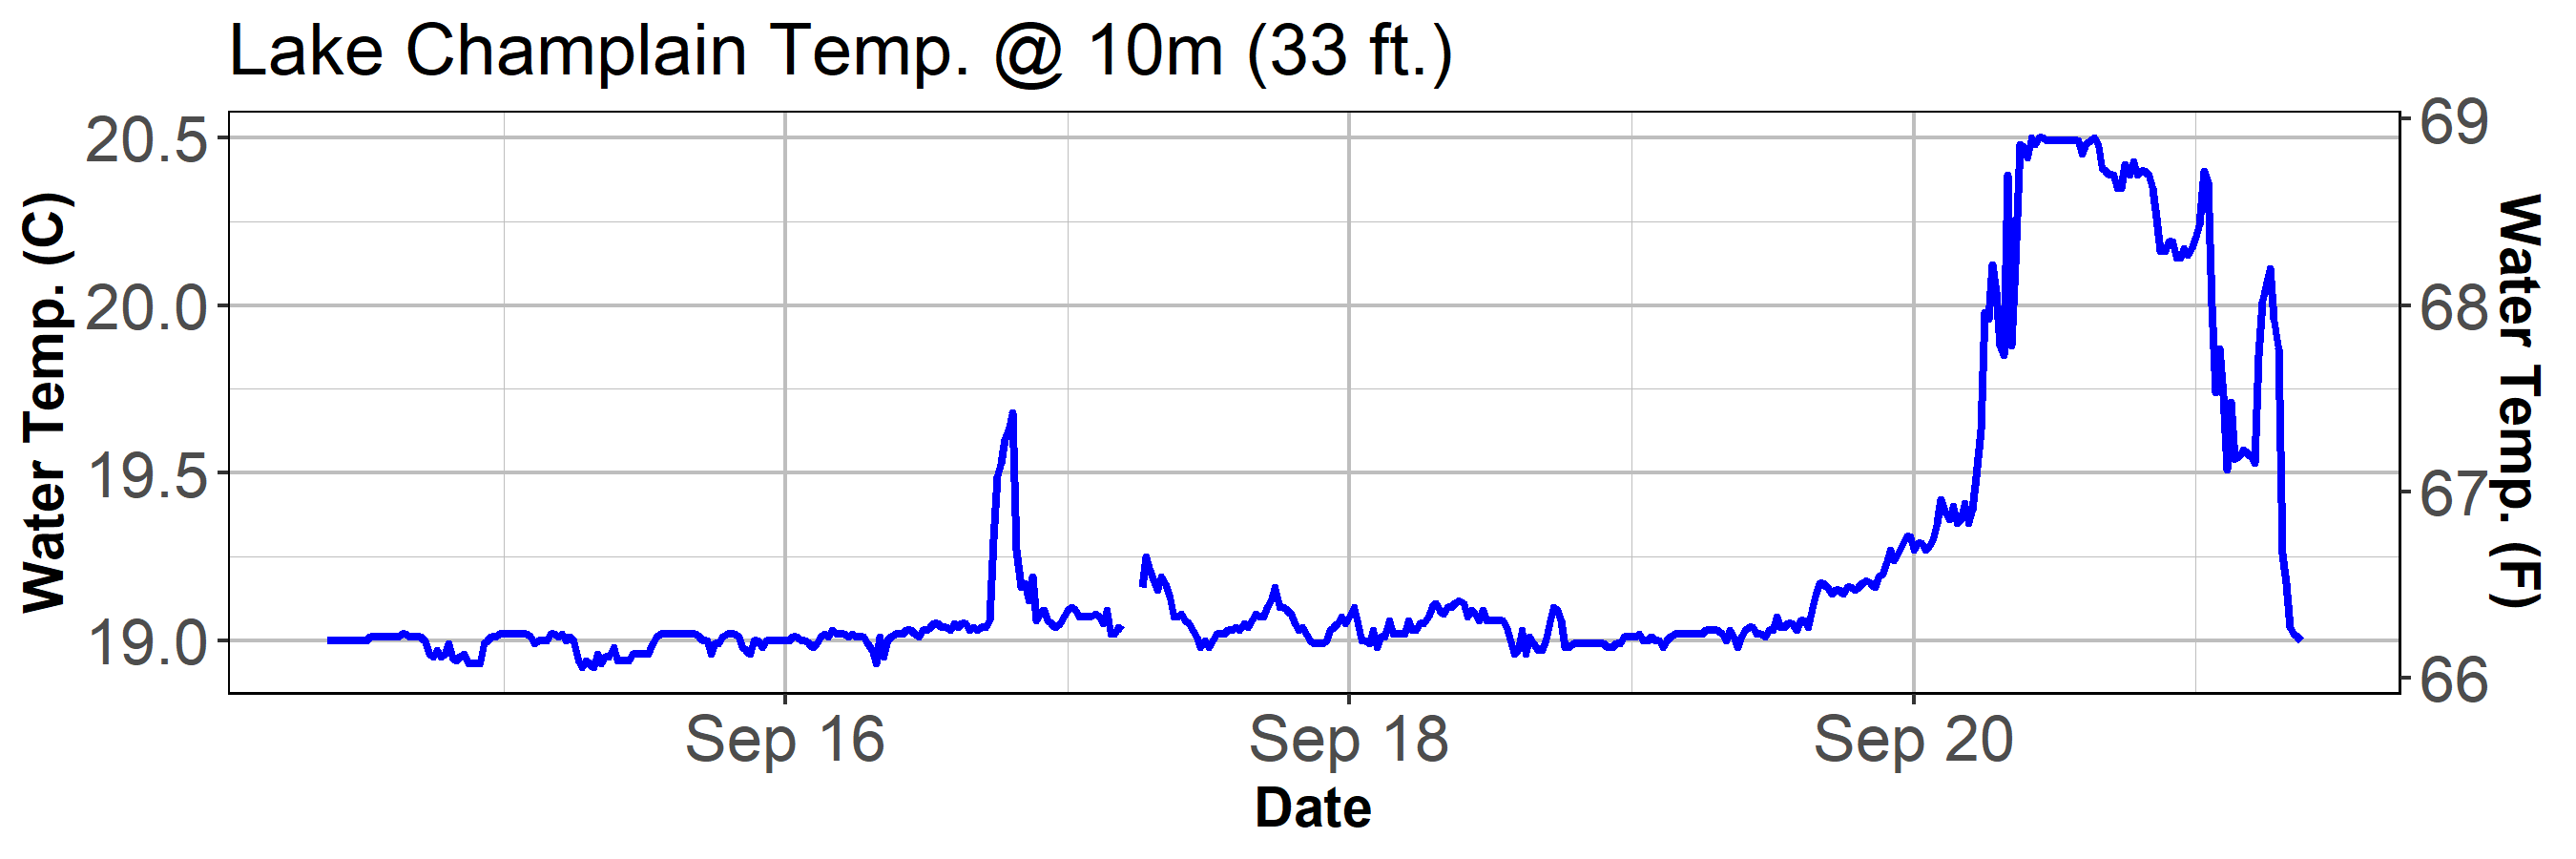 Lake Champlain Temp. @ 10m (33 ft.)
Water Temp. (C)
20.5
20.0
19.5
19.0
69
68
67
66
Water Temp. (F)
Sep 16
Sep 18
Sep 20
Date